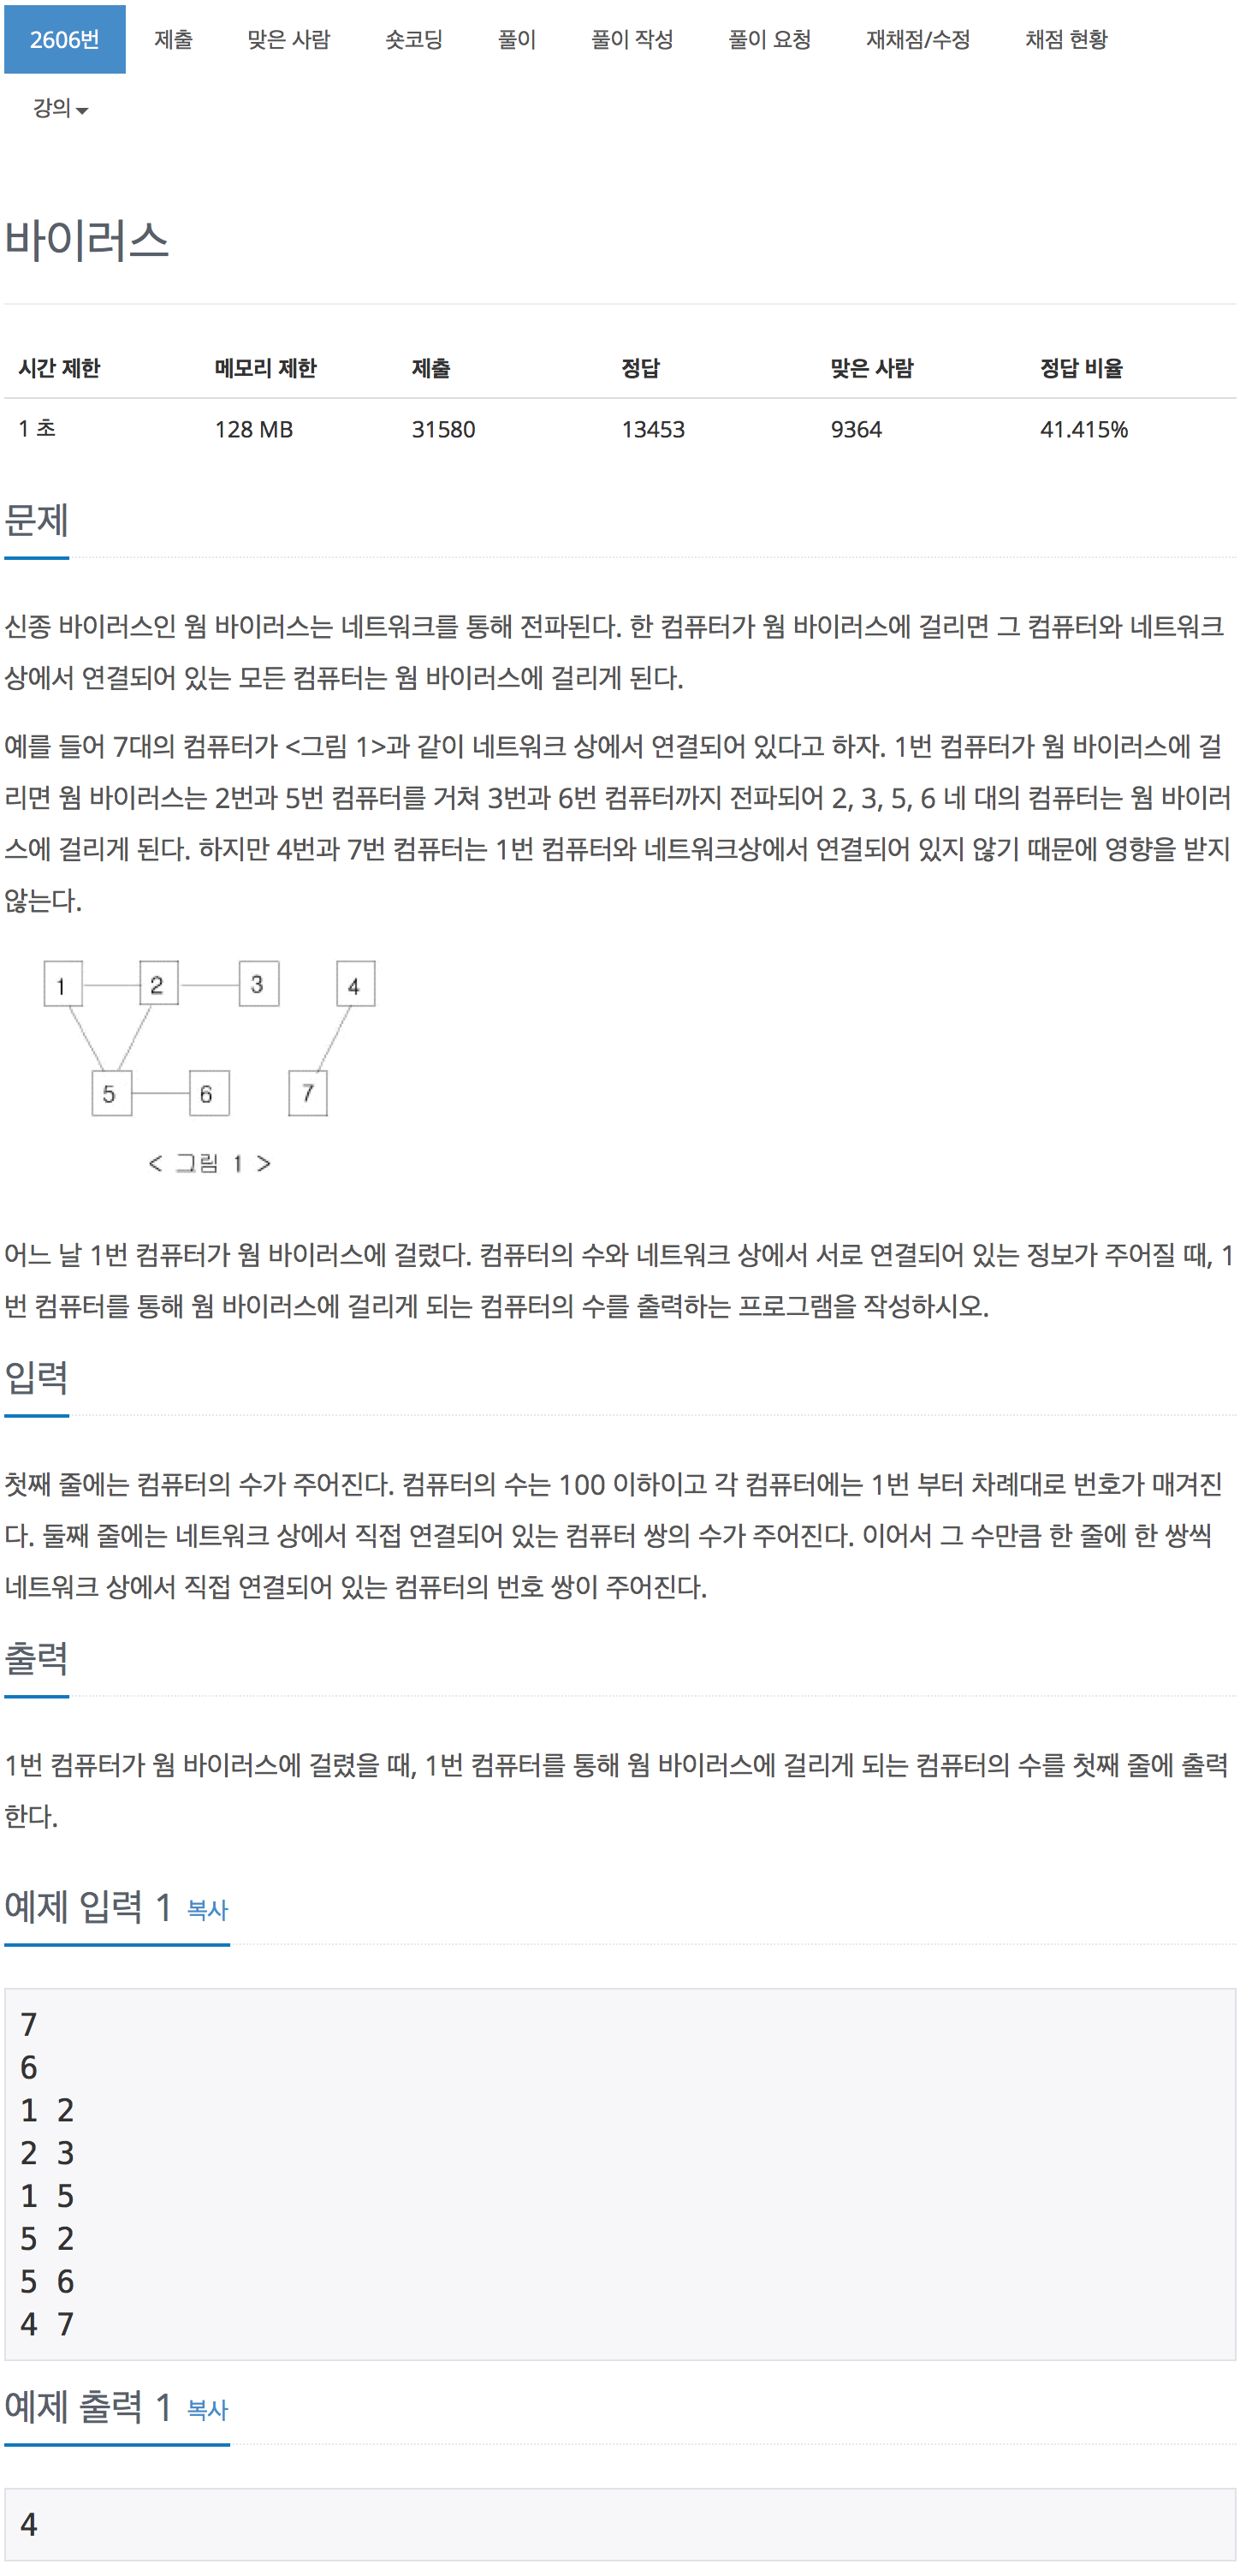 2606번 제출 맞은 사람 숏코딩 풀이 풀이 작성 풀이 요청 재채점/수정 채점 현황
강의
바이러스
시간 제한 메모리 제한 제출 정답 맞은 사람 정답 비율
1 초 128 MB 31580 13453 9364 41.415%
문제
신종 바이러스인 웜 바이러스는 네트워크를 통해 전파된다. 한 컴퓨터가 웜 바이러스에 걸리면 그 컴퓨터와 네트워크
상에서 연결되어 있는 모든 컴퓨터는 웜 바이러스에 걸리게 된다.
예를 들어 7대의 컴퓨터가 <그림 1>과 같이 네트워크 상에서 연결되어 있다고 하자. 1번 컴퓨터가 웜 바이러스에 걸
리면 웜 바이러스는 2번과 5번 컴퓨터를 거쳐 3번과 6번 컴퓨터까지 전파되어 2, 3, 5, 6 네 대의 컴퓨터는 웜 바이러
스에 걸리게 된다. 하지만 4번과 7번 컴퓨터는 1번 컴퓨터와 네트워크상에서 연결되어 있지 않기 때문에 영향을 받지
않는다.
1 2 3 4
5 6 7
< 그림 1 >
어느 날 1번 컴퓨터가 웜 바이러스에 걸렸다. 컴퓨터의 수와 네트워크 상에서 서로 연결되어 있는 정보가 주어질 때, 1
번 컴퓨터를 통해 웜 바이러스에 걸리게 되는 컴퓨터의 수를 출력하는 프로그램을 작성하시오.
입력
첫째 줄에는 컴퓨터의 수가 주어진다. 컴퓨터의 수는 100 이하이고 각 컴퓨터에는 1번 부터 차례대로 번호가 매겨진
다. 둘째 줄에는 네트워크 상에서 직접 연결되어 있는 컴퓨터 쌍의 수가 주어진다. 이어서 그 수만큼 한 줄에 한 쌍씩
네트워크 상에서 직접 연결되어 있는 컴퓨터의 번호 쌍이 주어진다.
출력
1번 컴퓨터가 웜 바이러스에 걸렸을 때, 1번 컴퓨터를 통해 웜 바이러스에 걸리게 되는 컴퓨터의 수를 첫째 줄에 출력
한다.
예제 입력 1 복사
7
6
1 2
2 3
1 5
5 2
5 6
4 7
예제 출력 1 복사
4